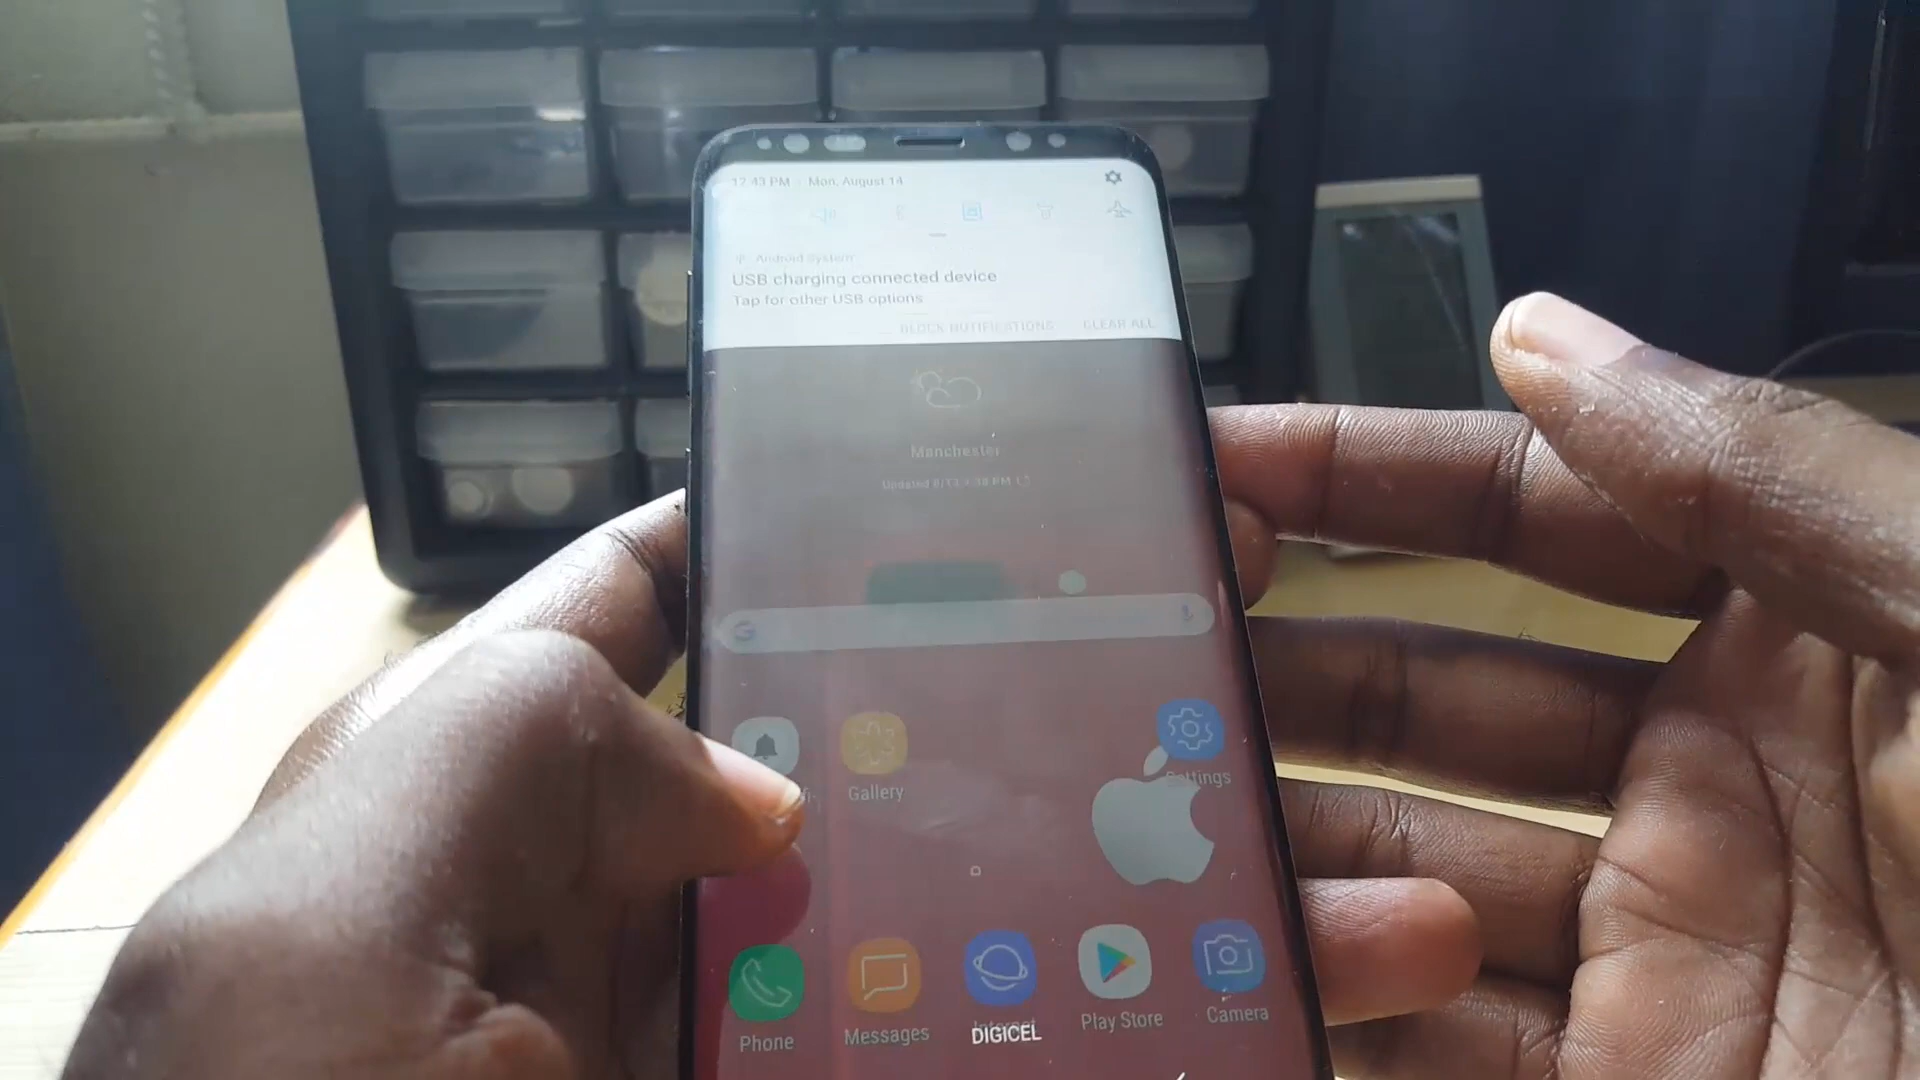 12:43 PM - Mon, August 14
Android System
USB charging connected device
Tap for other USB options
BLOCK NOTIFICATIONS CLEAR ALL
Manchester
Gallery
Settings
Phone
Messages
Internet
DIGICEL
Play Store
Camera